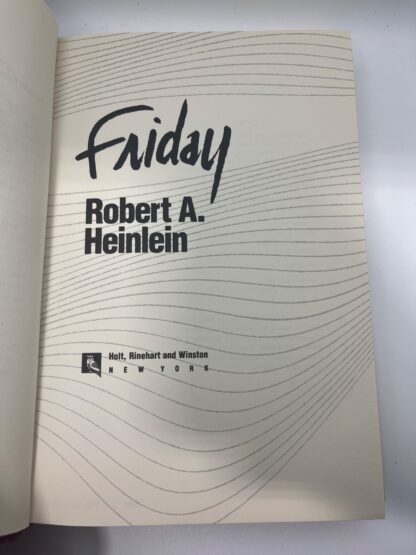 Friday
Robert A.
Heinlein
Holt, Rinehart and Winston
NEW YORK